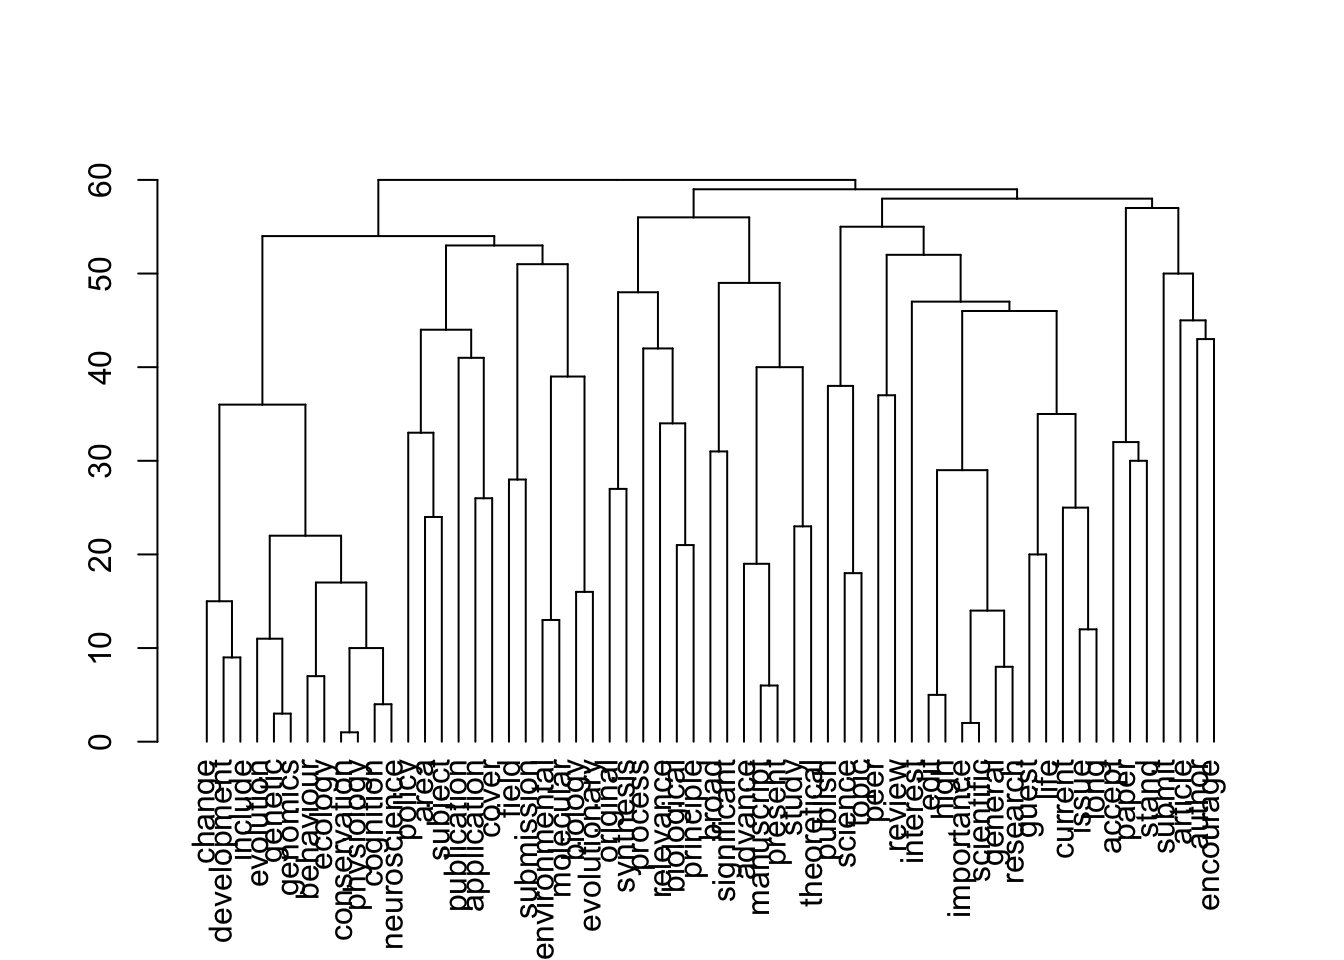 60
50
40
30
20
10
0
change
development
include
evolution
genetic
genomics
behaviour
ecology
conservation
physiology
cognition
neuroscience
policy
area
subject
publication
application
cover
field
submission
environmental
molecular
biology
evolutionary
original
synthesis
process
relevance
biological
principle
broad
significant
advance
manuscript
present
study
theoretical
publish
science
topic
peer
review
interest
edit
high
importance
scientific
general
research
guest
life
current
issue
long
accept
paper
stand
submit
article
author
encourage